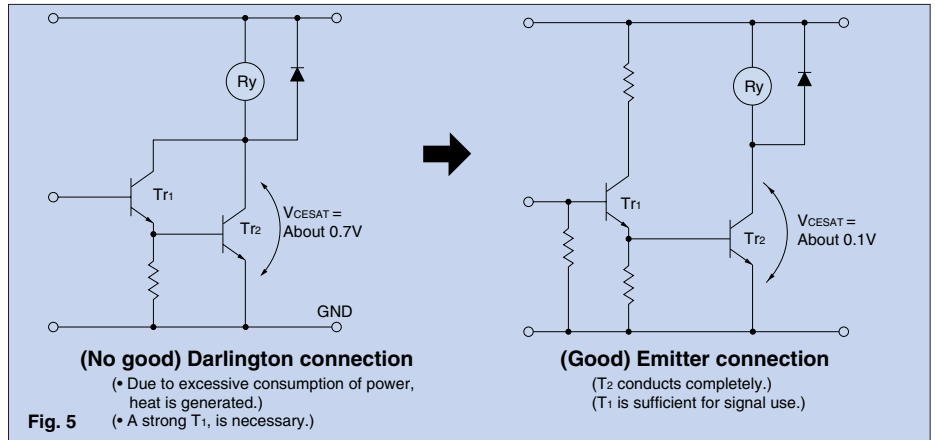 Ry
Tr1
Tr2
VCESAT =
About 0.7V
GND
(No good) Darlington connection
(• Due to excessive consumption of power,
heat is generated.)
(• A strong T1, is necessary.)
Ry
Tr1
Tr2
VCESAT =
About 0.1V
(Good) Emitter connection
(T2 conducts completely.)
(T1 is sufficient for signal use.)
Fig. 5